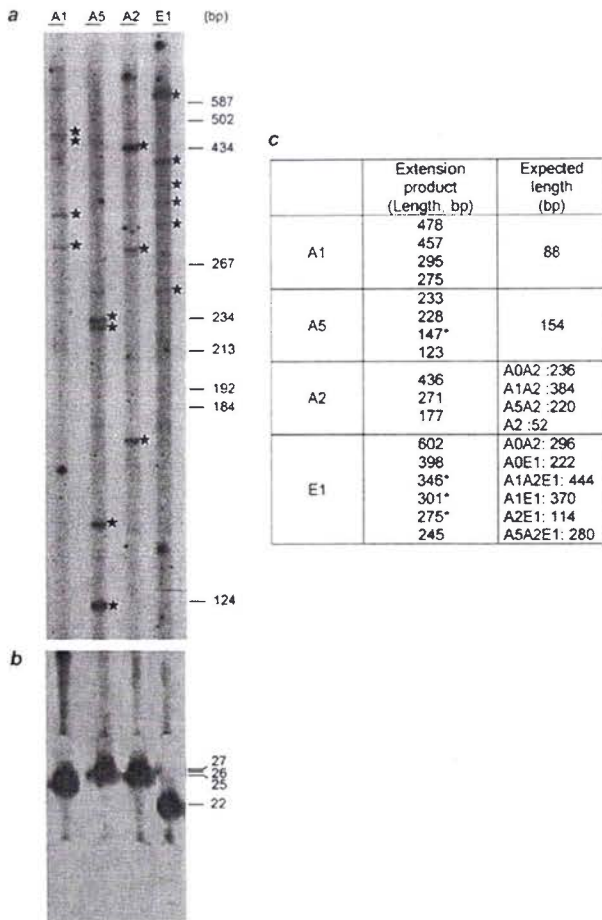 a
A1 A5 A2 E1 (bp)
587
502
434
267
234
213
192
184
124
b
27
26
25
22
c
Extension product (Length, bp) Expected length (bp)
A1
478
457
295
275
88
A5
233
228
147*
123
154
A2
436
271
177
A0A2 :236
A1A2 :384
A5A2 :220
A2 :52
E1
602
398
346*
301*
275*
245
A0A2: 296
A0E1: 222
A1A2E1: 444
A1E1: 370
A2E1: 114
A5A2E1: 280